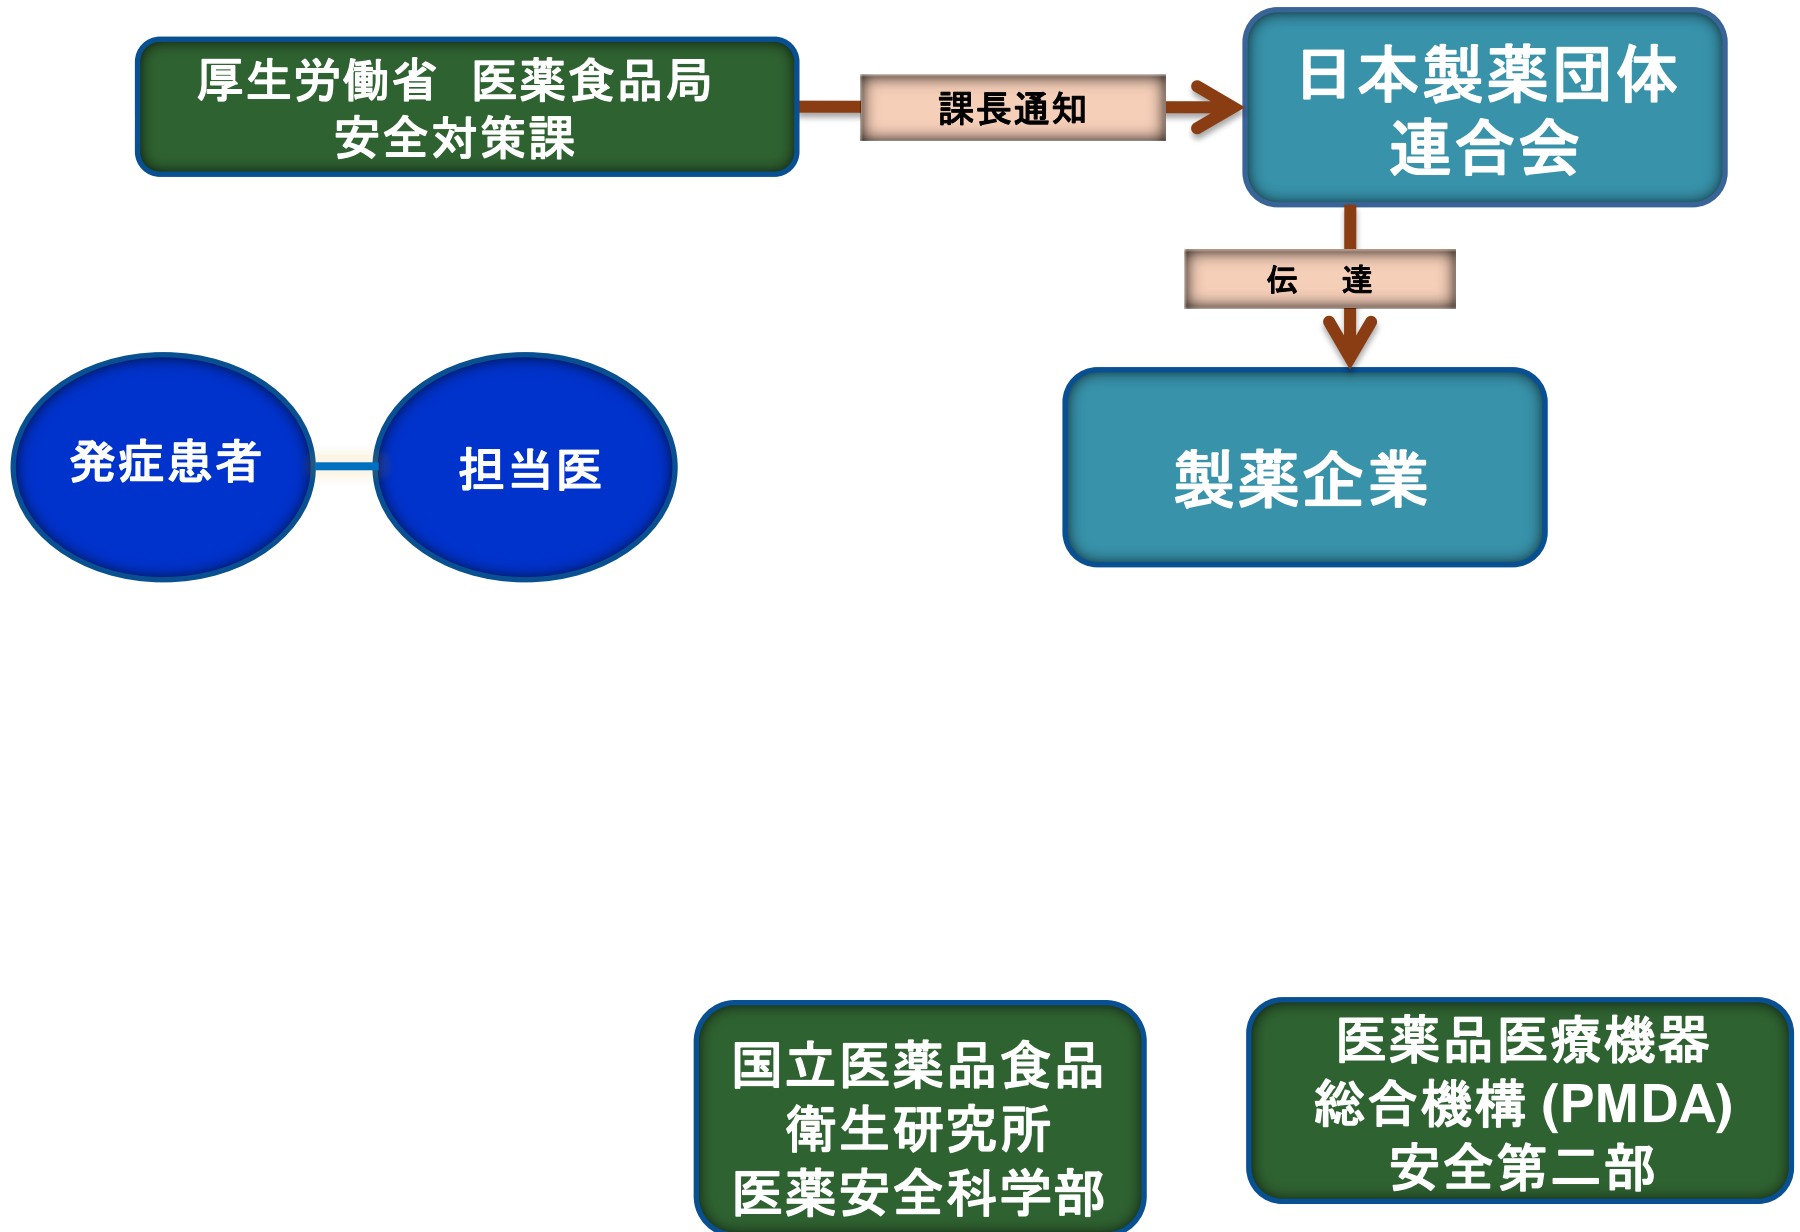 厚生労働省　医薬食品局
安全対策課
課長通知
日本製薬団体
連合会
伝　達
発症患者
担当医
製薬企業
国立医薬品食品
衛生研究所
医薬安全科学部
医薬品医療機器
総合機構 (PMDA)
安全第二部